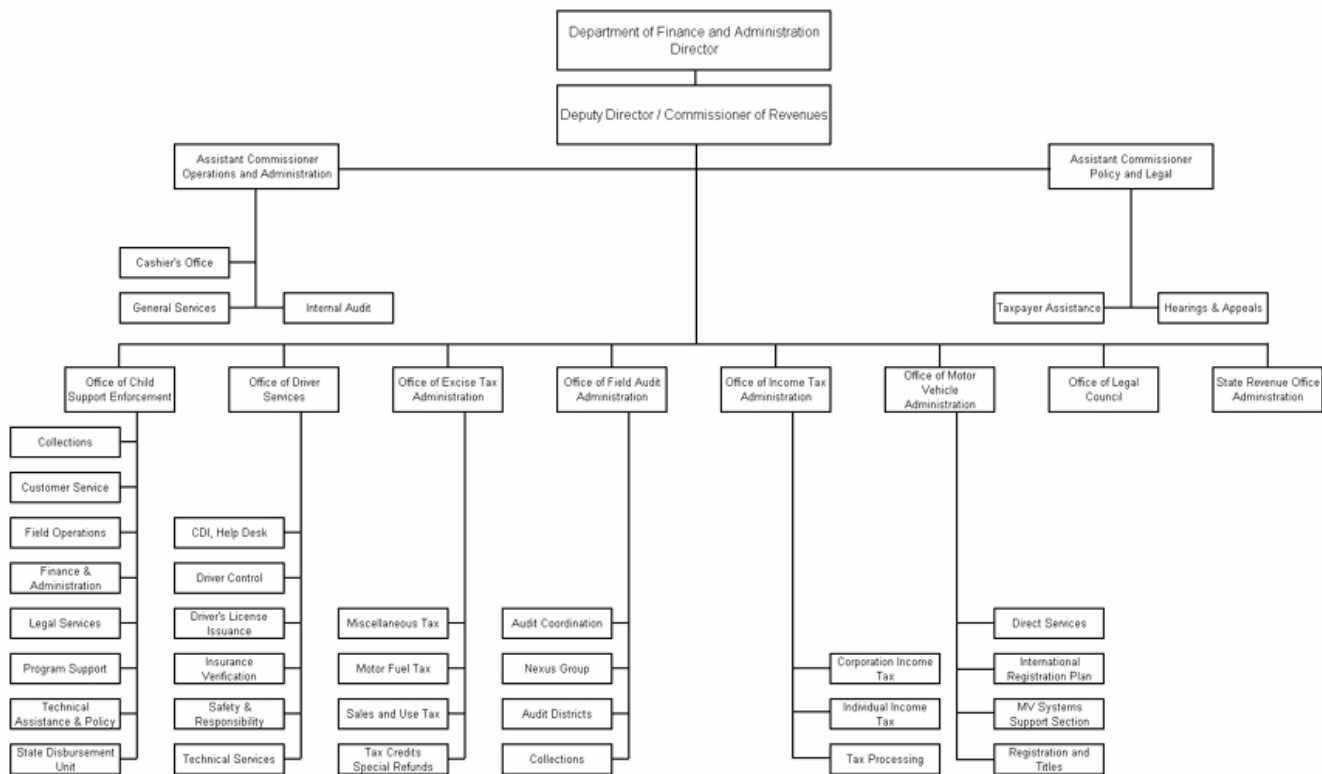 Department of Finance and Administration
Director
Deputy Director / Commissioner of Revenues
Assistant Commissioner
Operations and Administration
Assistant Commissioner
Policy and Legal
Cashier's Office
General Services
Internal Audit
Taxpayer Assistance
Hearings & Appeals
Office of Child
Support Enforcement
Office of Driver
Services
Office of Excise Tax
Administration
Office of Field Audit
Administration
Office of Income Tax
Administration
Office of Motor
Vehicle
Administration
Office of Legal
Council
State Revenue Office
Administration
Collections
Customer Service
Field Operations
Finance &
Administration
Legal Services
Program Support
Technical
Assistance & Policy
State Disbursement
Unit
CDI, Help Desk
Driver Control
Driver's License
Issuance
Insurance
Verification
Safety &
Responsibility
Technical Services
Miscellaneous Tax
Motor Fuel Tax
Sales and Use Tax
Tax Credits
Special Refunds
Audit Coordination
Nexus Group
Audit Districts
Collections
Corporation Income
Tax
Individual Income
Tax
Tax Processing
Direct Services
International
Registration Plan
MV Systems
Support Section
Registration and
Titles